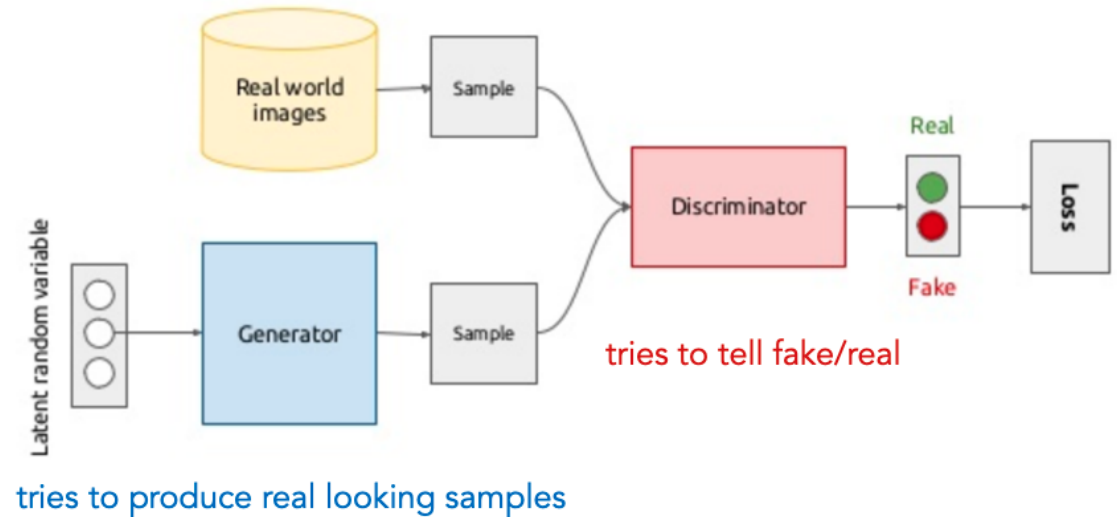 Real world
images
Sample
Real
Discriminator
Loss
Fake
Latent random variable
Generator
Sample
tries to tell fake/real
tries to produce real looking samples